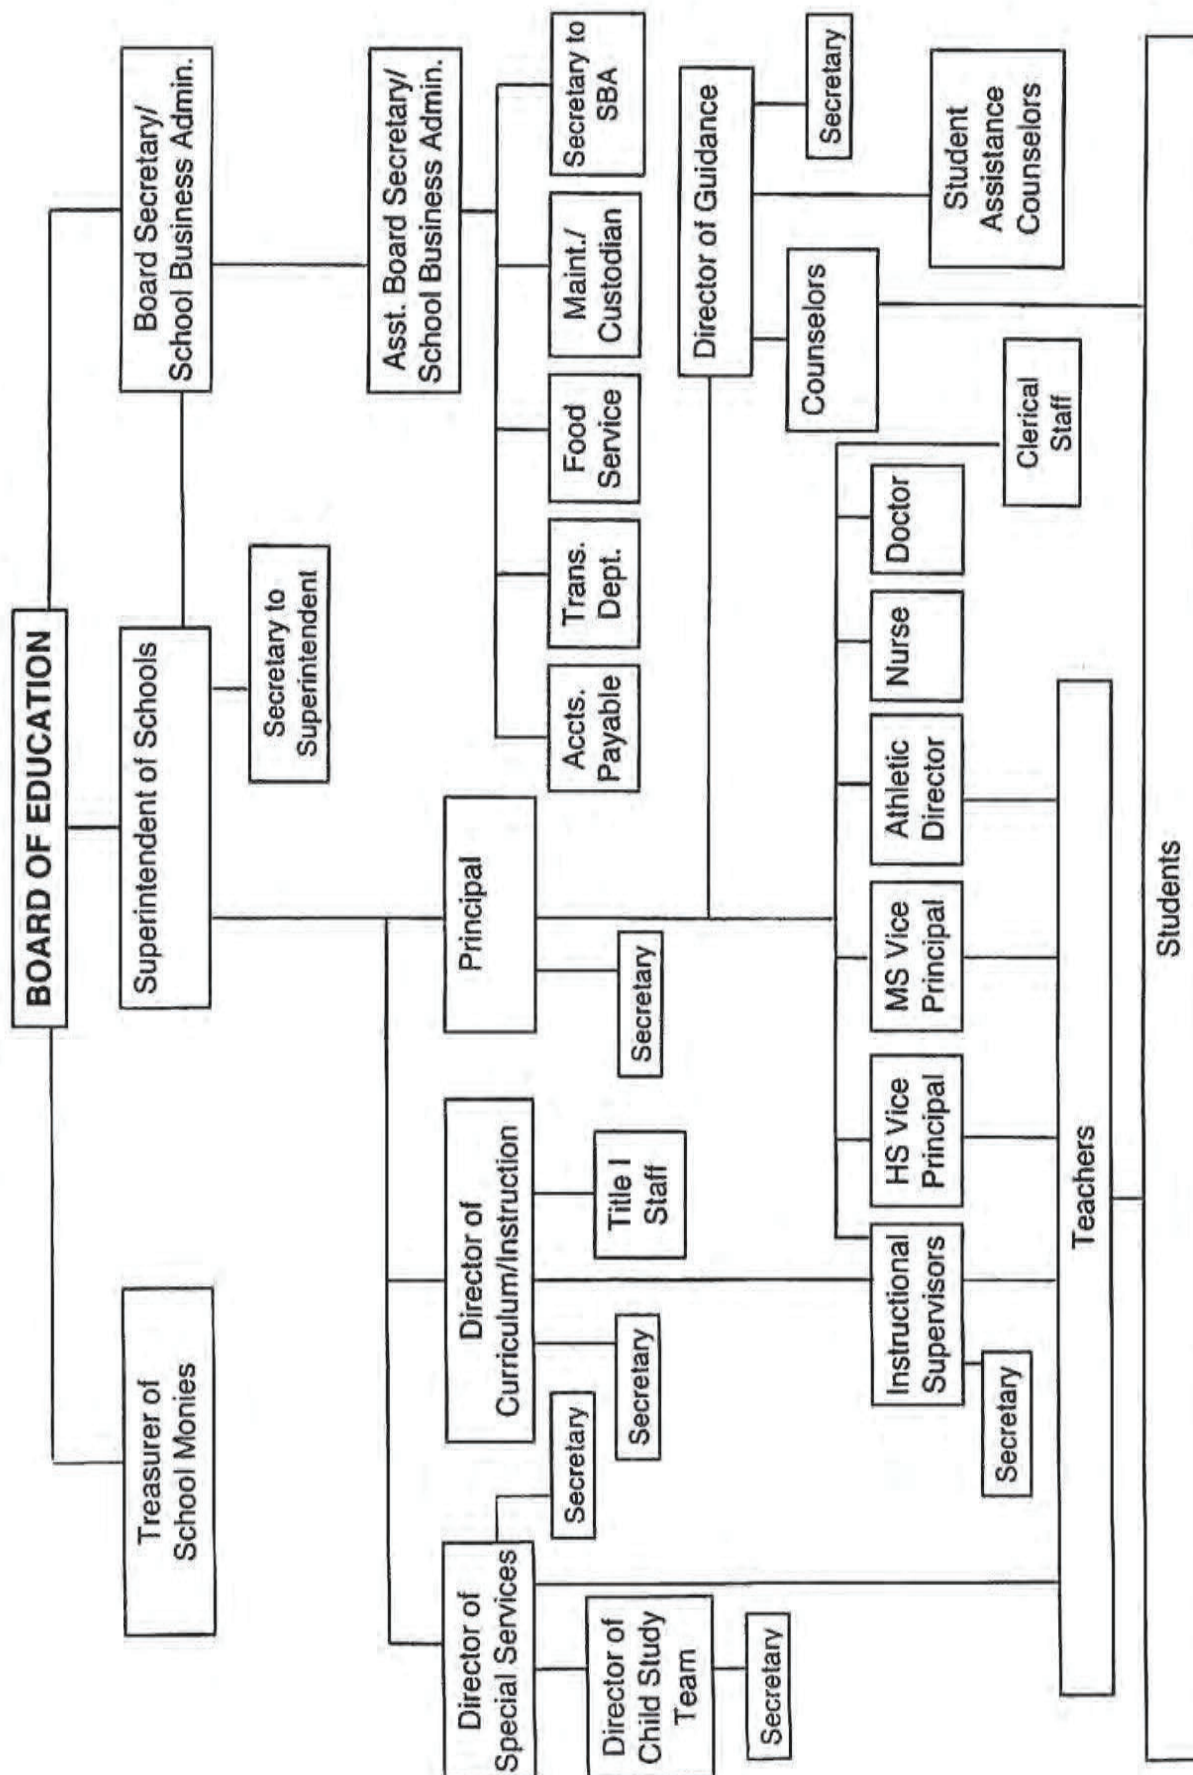 BOARD OF EDUCATION
Treasurer of
School Monies
Superintendent of Schools
Board Secretary/
School Business Admin.
Secretary to
Superintendent
Asst. Board Secretary/
School Business Admin.
Director of
Special Services
Director of
Curriculum/Instruction
Principal
Accts.
Payable
Trans.
Dept.
Food
Service
Maint./
Custodian
Secretary to
SBA
Secretary
Director of
Child Study
Team
Secretary
Secretary
Title I
Staff
Secretary
Director of Guidance
Counselors
Secretary
Student
Assistance
Counselors
Instructional
Supervisors
HS Vice
Principal
MS Vice
Principal
Athletic
Director
Nurse
Doctor
Clerical
Staff
Secretary
Teachers
Students